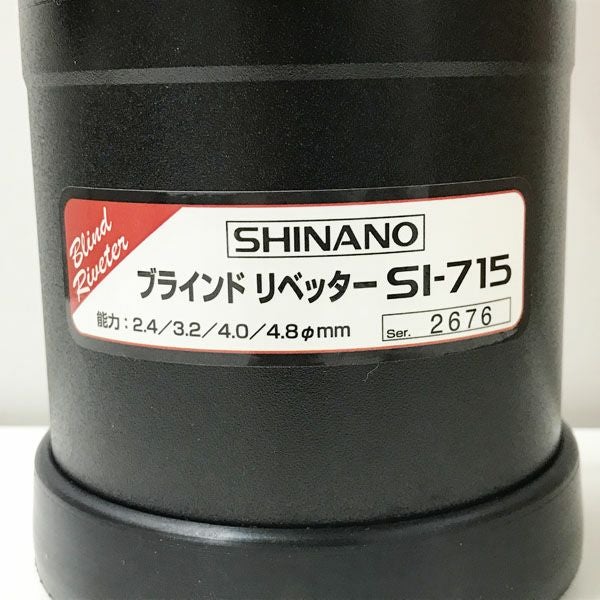 Blind
Riveter
SHINANO
ブラインド リベッター SI-715
能力：2.4／3.2／4.0／4.8φmm
Ser. 2676